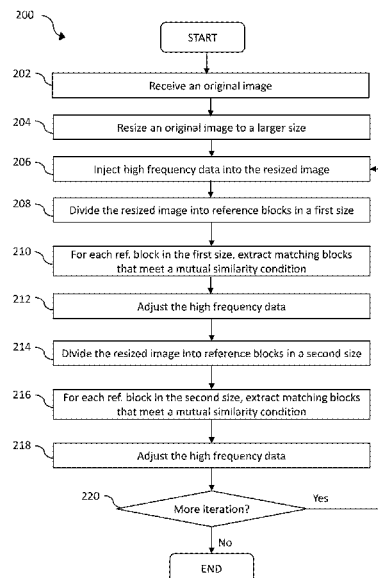 200
START
202
Receive an original image
204
Resize an original image to a larger size
206
Inject high frequency data into the resized image
208
Divide the resized image into reference blocks in a first size
210
For each ref. block in the first size, extract matching blocks
that meet a mutual similarity condition
212
Adjust the high frequency data
214
Divide the resized image into reference blocks in a second size
216
For each ref. block in the second size, extract matching blocks
that meet a mutual similarity condition
218
Adjust the high frequency data
220
More iteration?
Yes
No
END